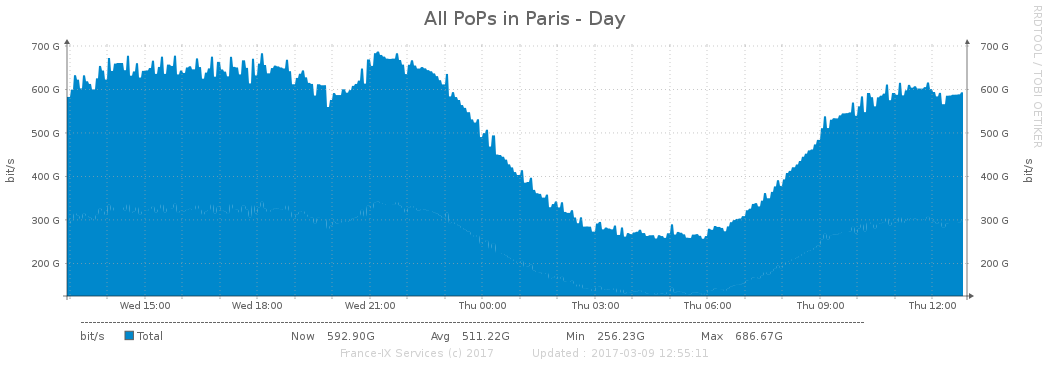 All PoPs in Paris - Day
RRDTOOL / TOBI OETIKER
bit/s
700 G
600 G
500 G
400 G
300 G
200 G
700 G
600 G
500 G
400 G
300 G
200 G
bit/s
Wed 15:00 Wed 18:00 Wed 21:00 Thu 00:00 Thu 03:00 Thu 06:00 Thu 09:00 Thu 12:00
bit/s Total Now 592.90G Avg 511.22G Min 256.23G Max 686.67G
France-IX Services (c) 2017 Updated : 2017-03-09 12:55:11